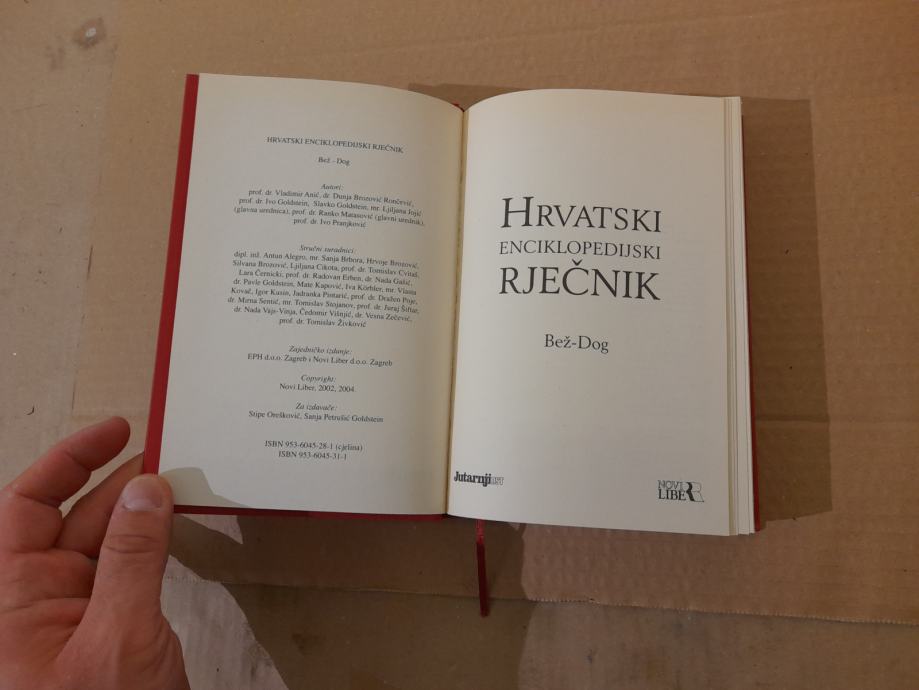 HRVATSKI ENCIKLOPEDIJSKI RJEČNIK
Bež - Dog
Autori:
prof. dr. Vladimir Anić, dr. Dunja Brozović Rončević,
prof. dr. Ivo Goldstein, Slavko Goldstein, mr. Ljiljana Jojić
(glavna urednica), prof. dr. Ranko Matasović (glavni urednik),
prof. dr. Ivo Pranjković
Stručni suradnici:
dipl. inž. Antun Alegro, mr. Sanja Brbora, Hrvoje Brozović,
Silvana Brozović, Ljiljana Cikota, prof. dr. Tomislav Cvitaš,
Lara Černicki, prof. dr. Radovan Erben, dr. Nada Gašić,
dr. Pavle Goldstein, Mate Kapović, Iva Körbler, mr. Vlasta
Kovač, Igor Kusin, Jadranka Pintarić, prof. dr. Dražen Poje,
dr. Mirna Sentić, mr. Tomislav Stojanov, prof. dr. Juraj Šiftar,
dr. Nada Vajs-Vinja, Čedomir Višnjić, dr. Vesna Zečević,
prof. dr. Tomislav Živković
Zajedničko izdanje:
EPH d.o.o. Zagreb i Novi Liber d.o.o. Zagreb
Copyright:
Novi Liber, 2002, 2004.
Za izdavače:
Stipe Orešković, Sanja Petrušić Goldstein
ISBN 953-6045-28-1 (cjelina)
ISBN 953-6045-31-1
HRVATSKI
ENCIKLOPEDIJSKI
RJEČNIK
Bež-Dog
Jutarnji LIST
NOVI
LIBER